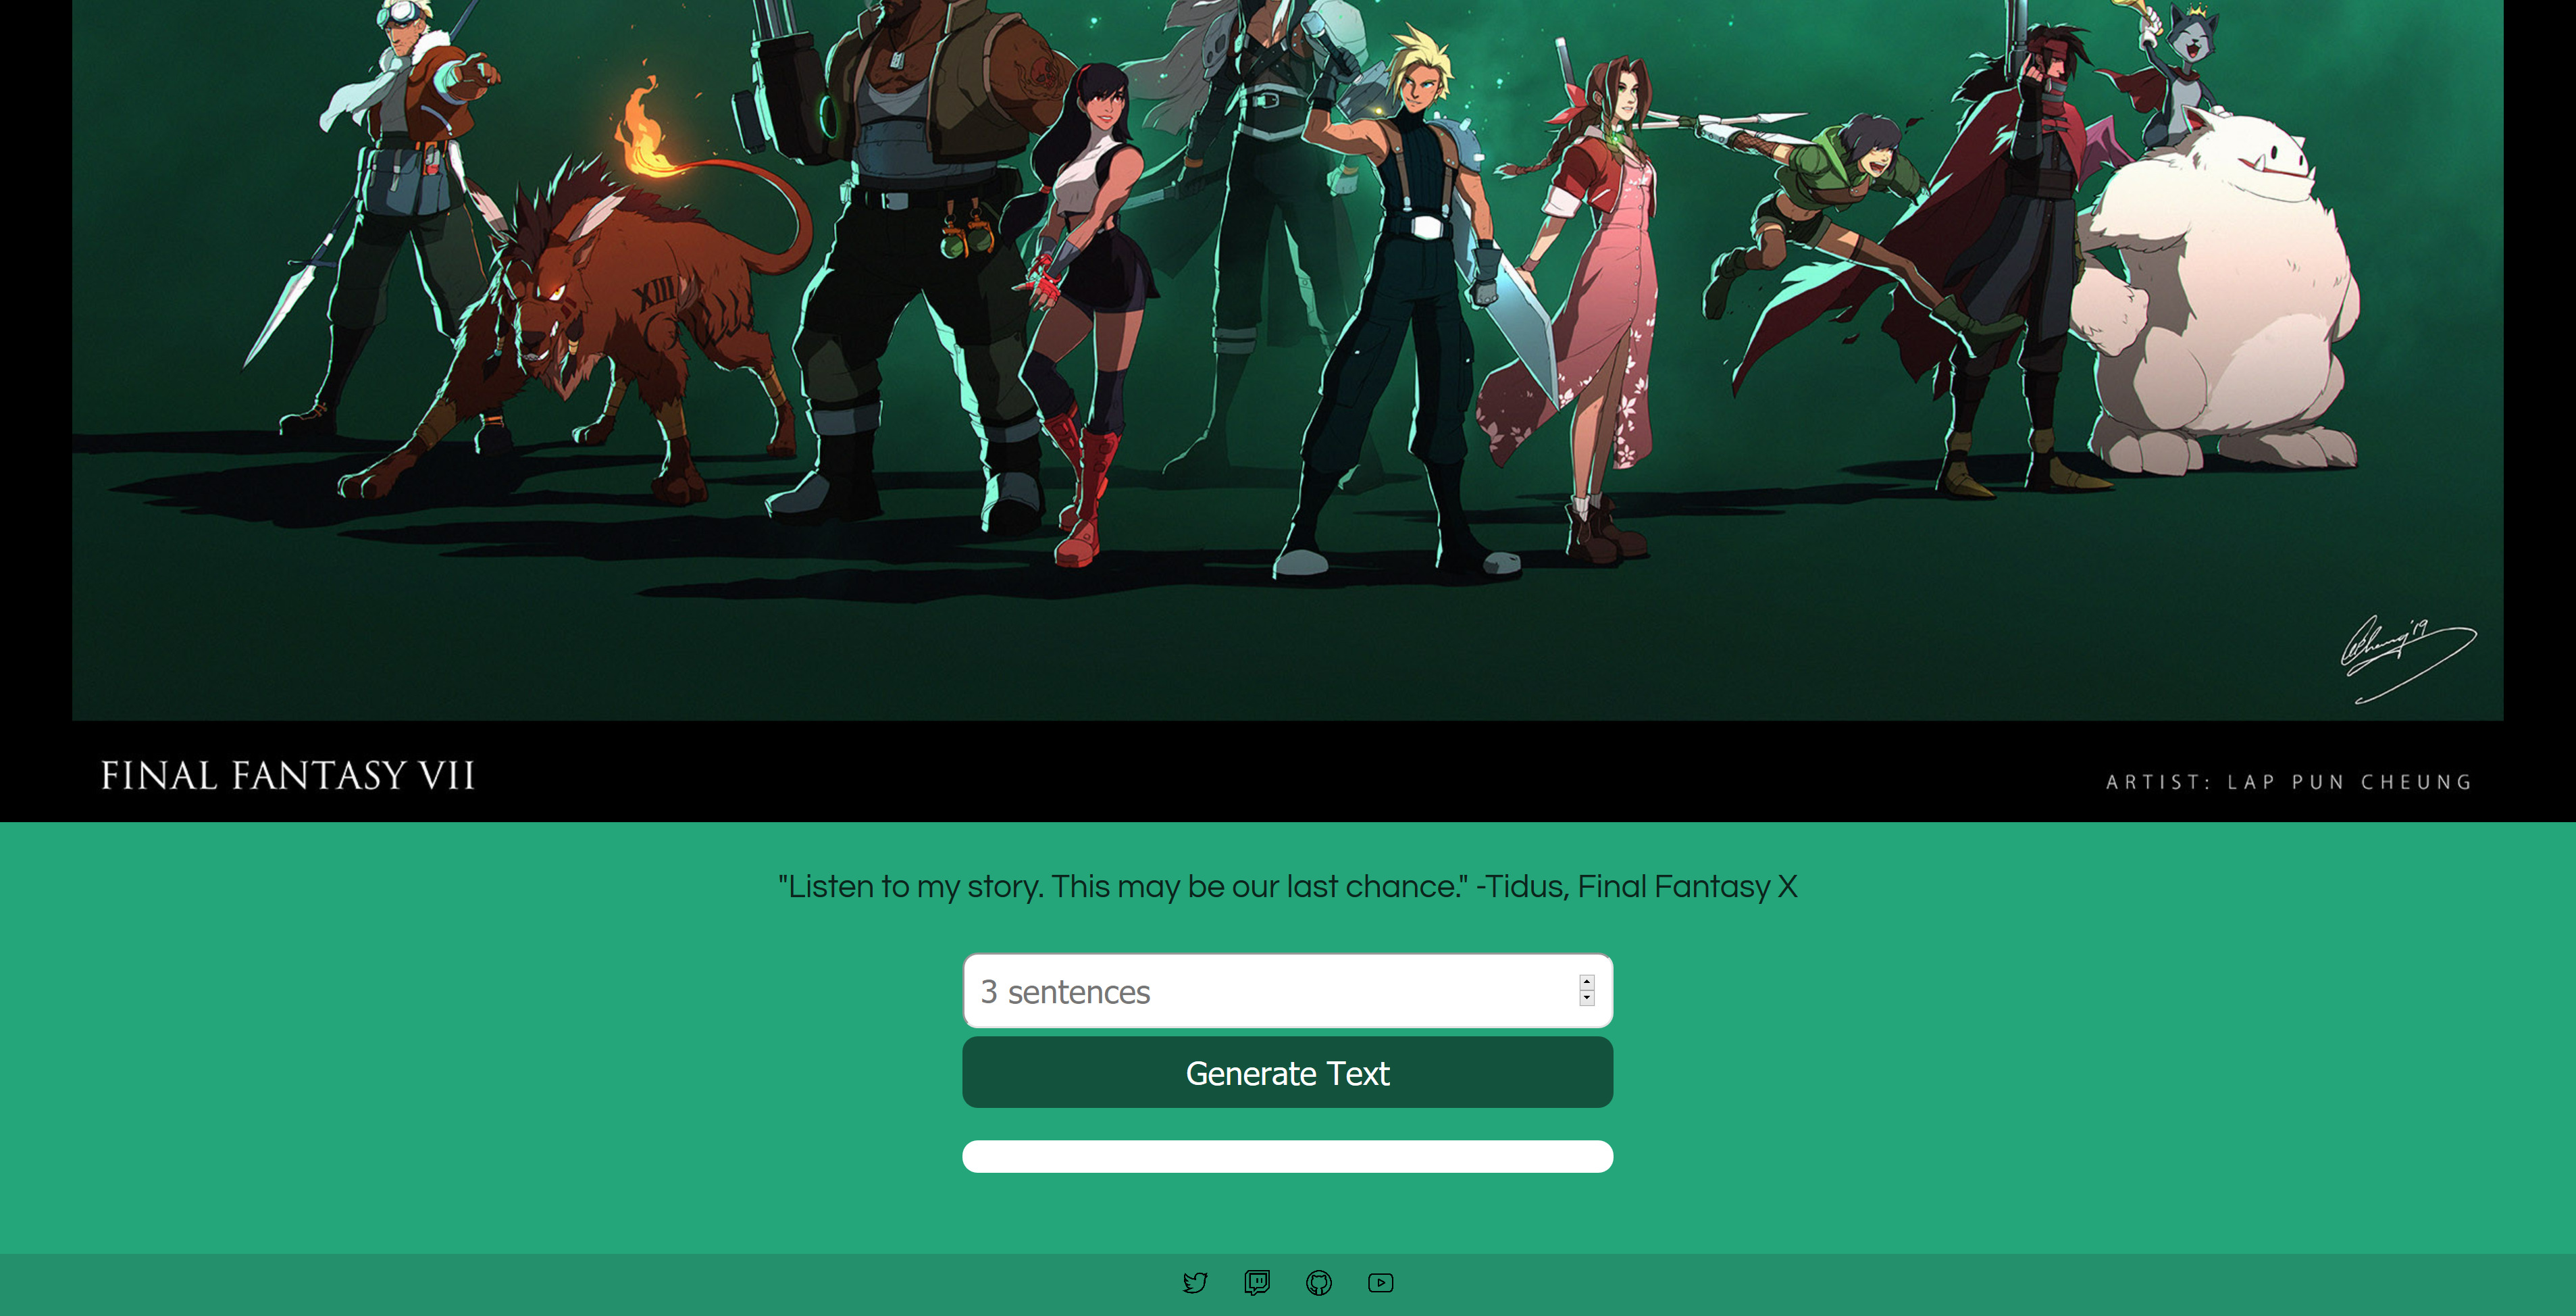 XIII
Cheung '19
FINAL FANTASY VII
ARTIST: LAP PUN CHEUNG
"Listen to my story. This may be our last chance." -Tidus, Final Fantasy X
3 sentences
Generate Text